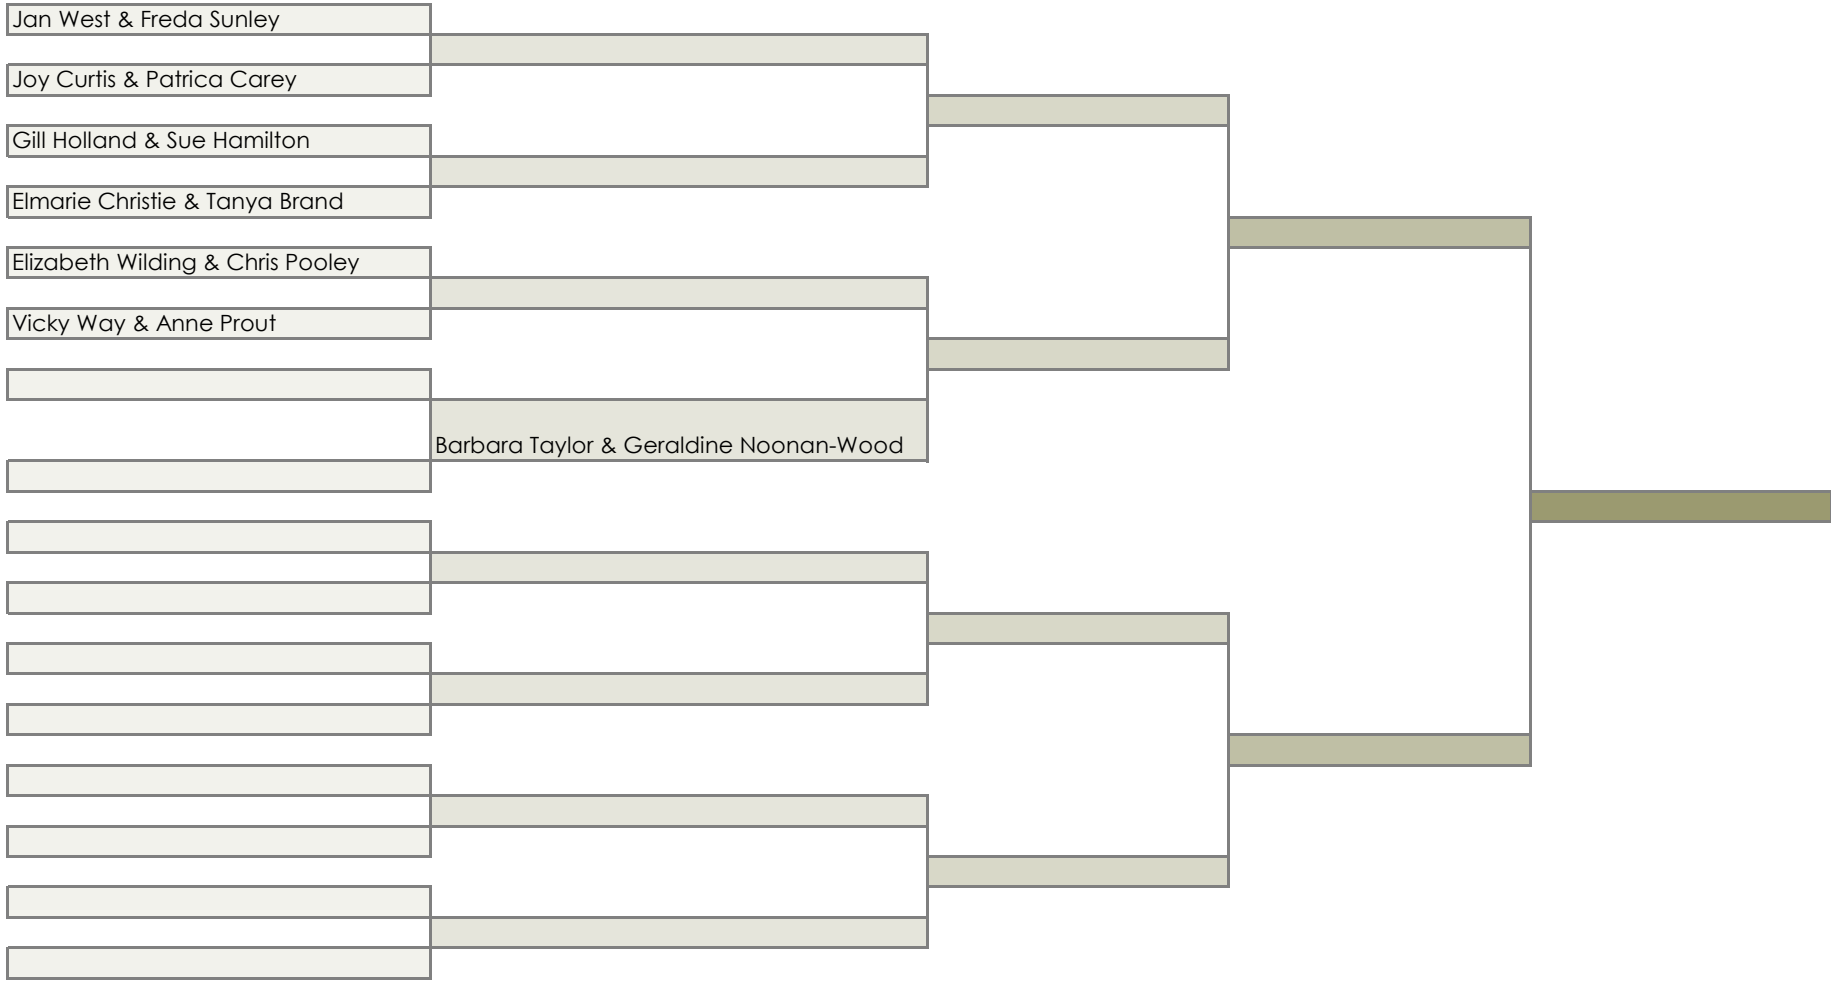 Jan West & Freda Sunley
Joy Curtis & Patrica Carey
Gill Holland & Sue Hamilton
Elmarie Christie & Tanya Brand
Elizabeth Wilding & Chris Pooley
Vicky Way & Anne Prout
Barbara Taylor & Geraldine Noonan-Wood